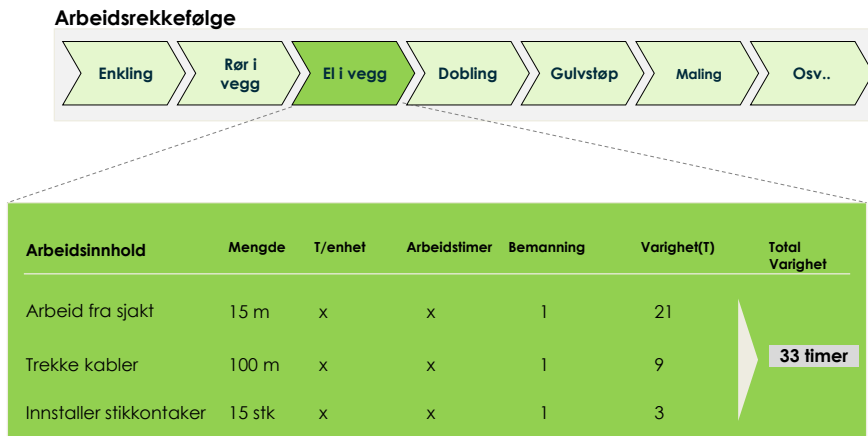 Arbeidsrekkefølge
Enkling
Rør i
vegg
El i vegg
Dobling
Gulvstøp
Maling
Osv..
Arbeidsinnhold Mengde T/enhet Arbeidstimer Bemanning Varighet(T) Total
Varighet
Arbeid fra sjakt 15 m x x 1 21
33 timer
Trekke kabler 100 m x x 1 9
Innstaller stikkontaker 15 stk x x 1 3